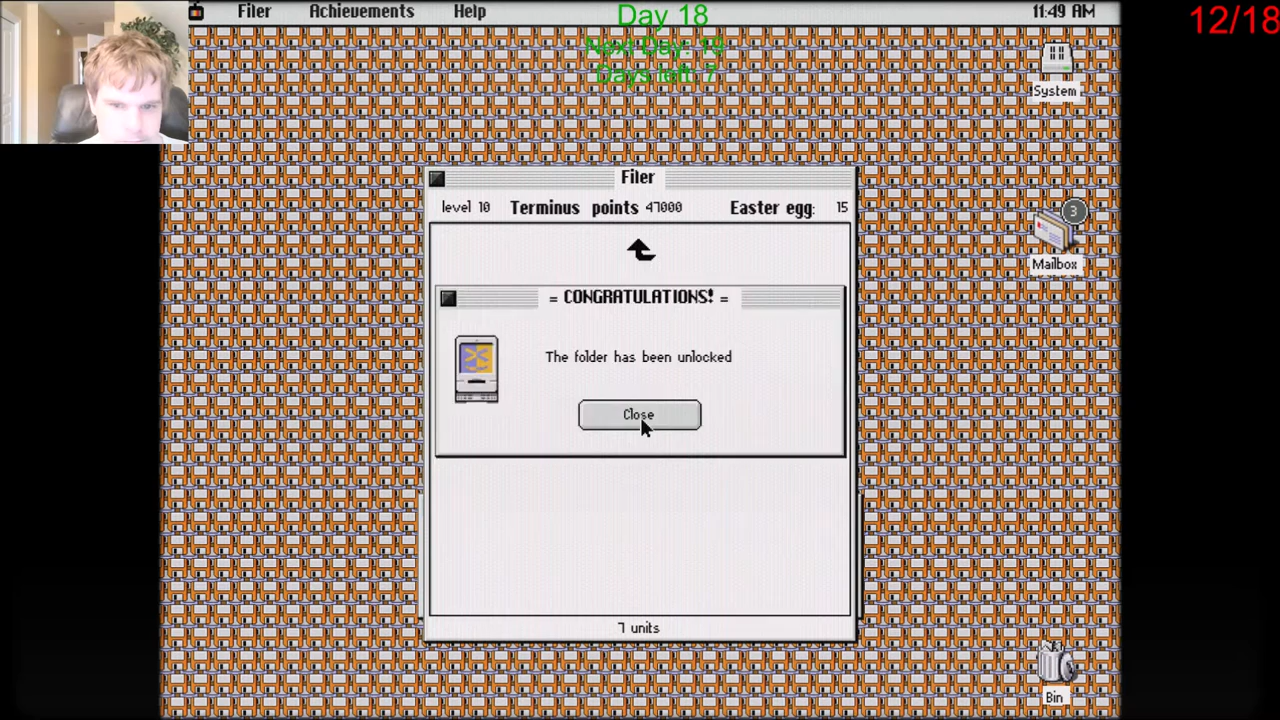 Filer Achievements Help
Day 18
11:49 AM
12/18
Next Day: 19
Days left: 7
System
Filer
level 10 Terminus points 47000 Easter egg: 15
3
Mailbox
= CONGRATULATIONS! =
The folder has been unlocked
Close
7 units
Bin